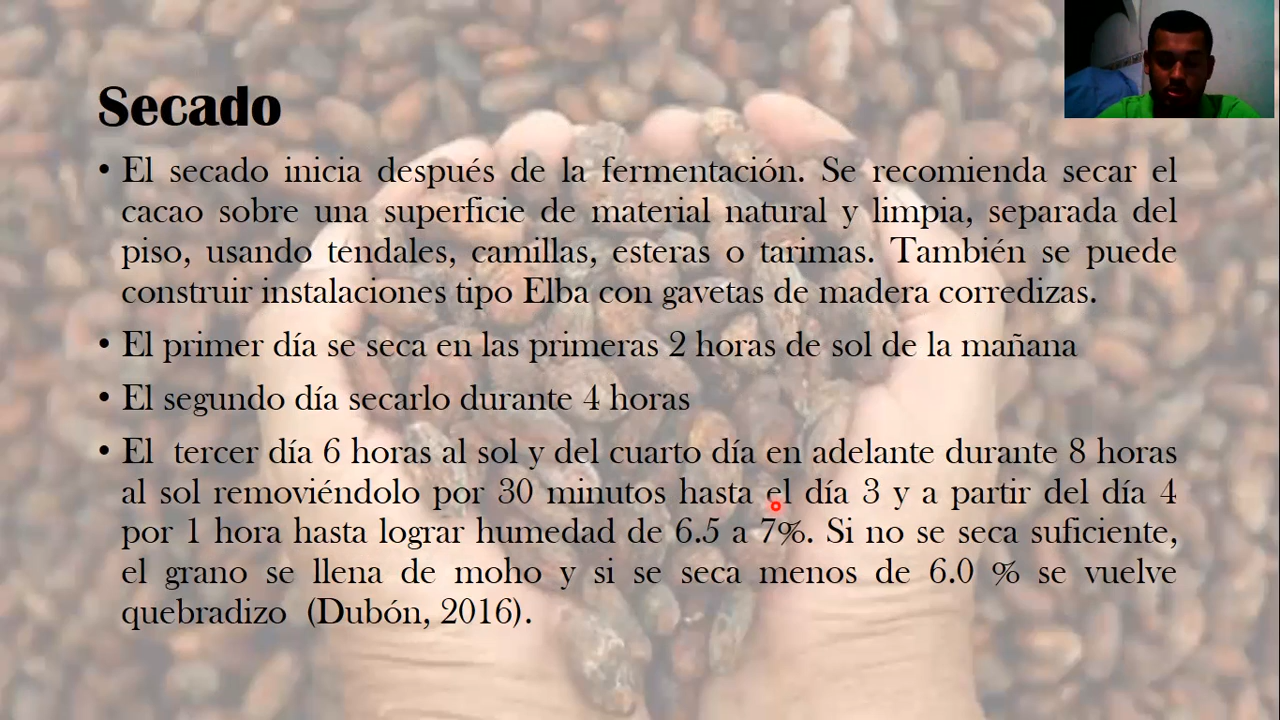 Secado
• El secado inicia después de la fermentación. Se recomienda secar el
cacao sobre una superficie de material natural y limpia, separada del
piso, usando tendales, camillas, esteras o tarimas. También se puede
construir instalaciones tipo Elba con gavetas de madera corredizas.
• El primer día se seca en las primeras 2 horas de sol de la mañana
• El segundo día secarlo durante 4 horas
• El  tercer día 6 horas al sol y del cuarto día en adelante durante 8 horas
al sol removiéndolo por 30 minutos hasta el día 3 y a partir del día 4
por 1 hora hasta lograr humedad de 6.5 a 7%. Si no se seca suficiente,
el grano se llena de moho y si se seca menos de 6.0 % se vuelve
quebradizo  (Dubón, 2016).